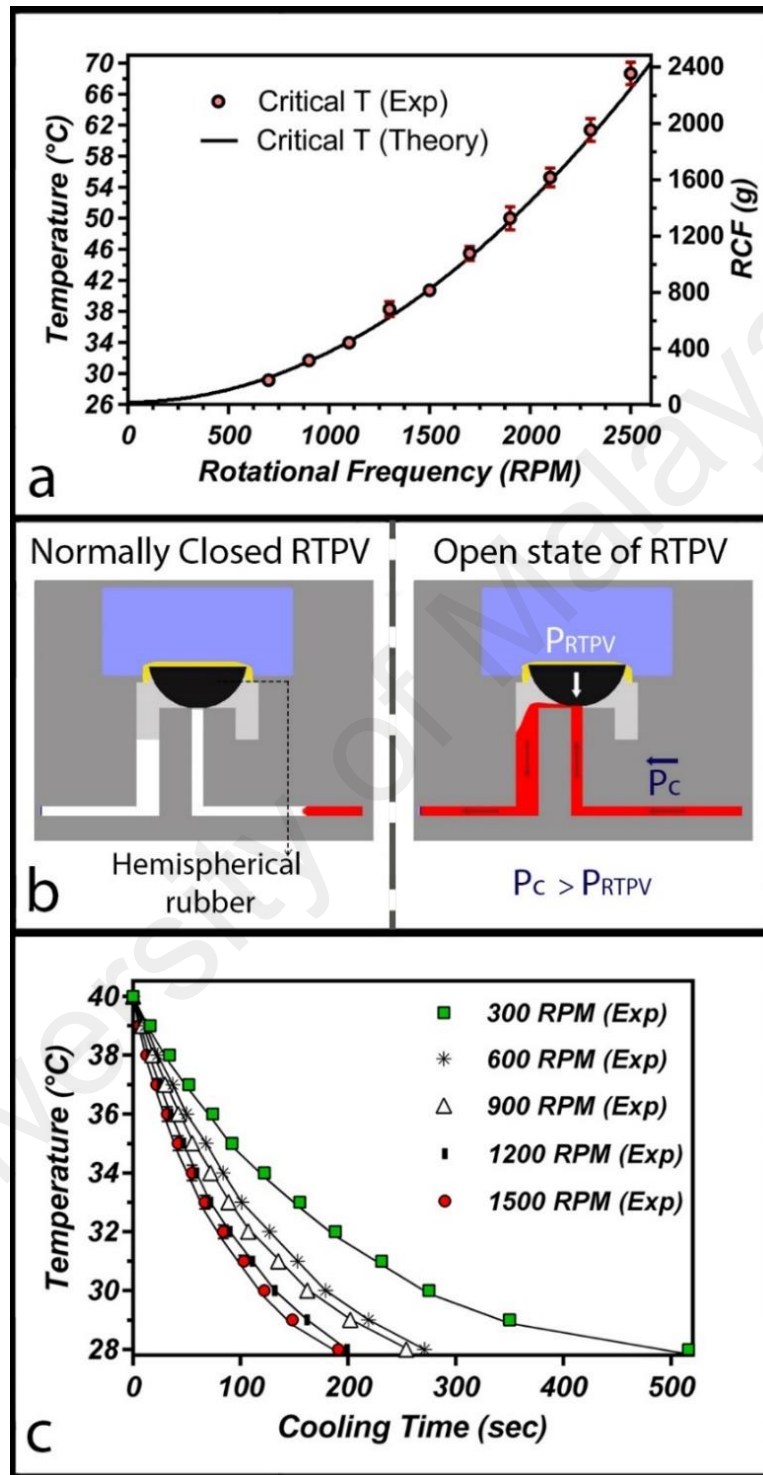 70
66
62
58
54
50
46
42
38
34
30
26
Temperature (°C)
Critical T (Exp)
Critical T (Theory)
2400
2000
1600
1200
800
400
0
RCF (g)
0 500 1000 1500 2000 2500
Rotational Frequency (RPM)
a
Normally Closed RTPV
Hemispherical
rubber
b
Open state of RTPV
PRTPV
Pc
Pc > PRTPV
40
38
36
34
32
30
28
Temperature (°C)
300 RPM (Exp)
600 RPM (Exp)
900 RPM (Exp)
1200 RPM (Exp)
1500 RPM (Exp)
0 100 200 300 400 500
Cooling Time (sec)
c
University of Malaya